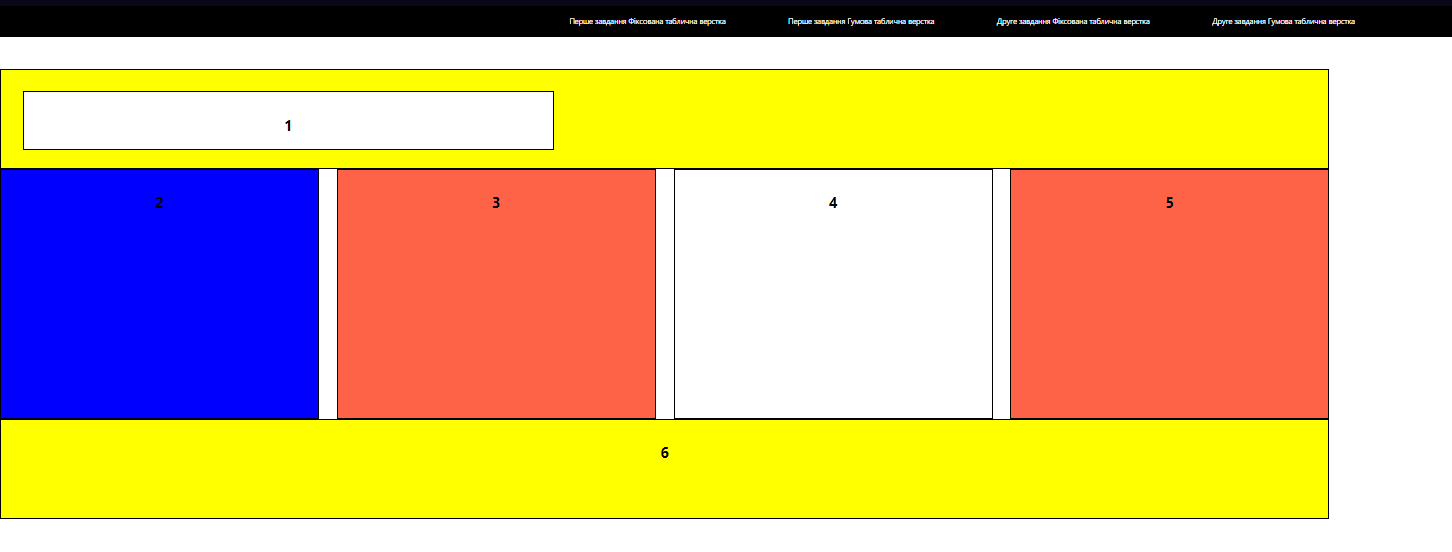 Перше завдання Фіксована таблична верстка
Перше завдання Гумова таблична верстка
Друге завдання Фіксована таблична верстка
Друге завдання Гумова таблична верстка
1
2
3
4
5
6